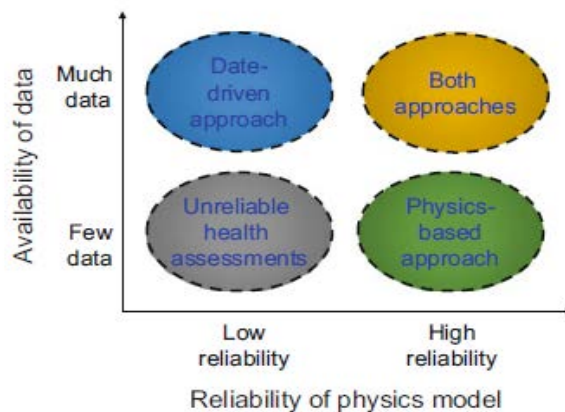 Availability of data
Much
data
Few
data
Date-
driven
approach
Both
approaches
Unreliable
health
assessments
Physics-
based
approach
Low
reliability
High
reliability
Reliability of physics model